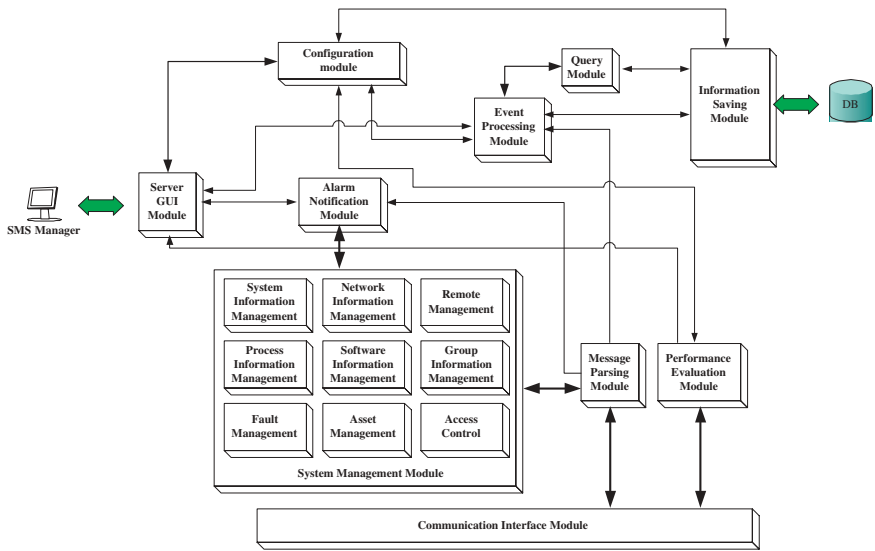 Configuration
module
Query
Module
Information
Saving
Module
DB
Event
Processing
Module
Server
GUI
Module
Alarm
Notification
Module
SMS Manager
System
Information
Management
Network
Information
Management
Remote
Management
Process
Information
Management
Software
Information
Management
Group
Information
Management
Message
Parsing
Module
Performance
Evaluation
Module
Fault
Management
Asset
Management
Access
Control
System Management Module
Communication Interface Module